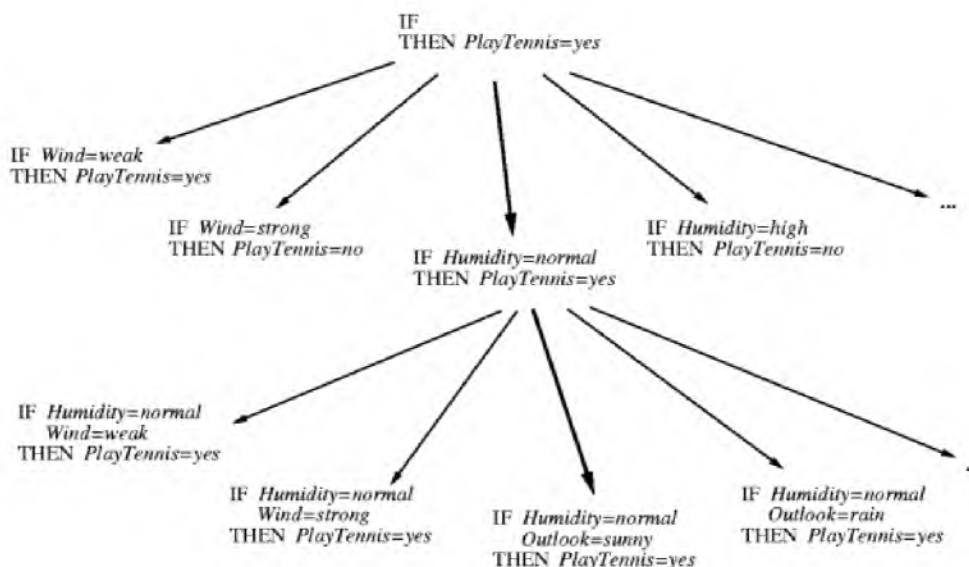 IF
THEN PlayTennis=yes
IF Wind=weak
THEN PlayTennis=yes
IF Wind=strong
THEN PlayTennis=no
IF Humidity=normal
THEN PlayTennis=yes
IF Humidity=high
THEN PlayTennis=no
...
IF Humidity=normal
Wind=weak
THEN PlayTennis=yes
IF Humidity=normal
Wind=strong
THEN PlayTennis=yes
IF Humidity=normal
Outlook=sunny
THEN PlayTennis=yes
IF Humidity=normal
Outlook=rain
THEN PlayTennis=yes